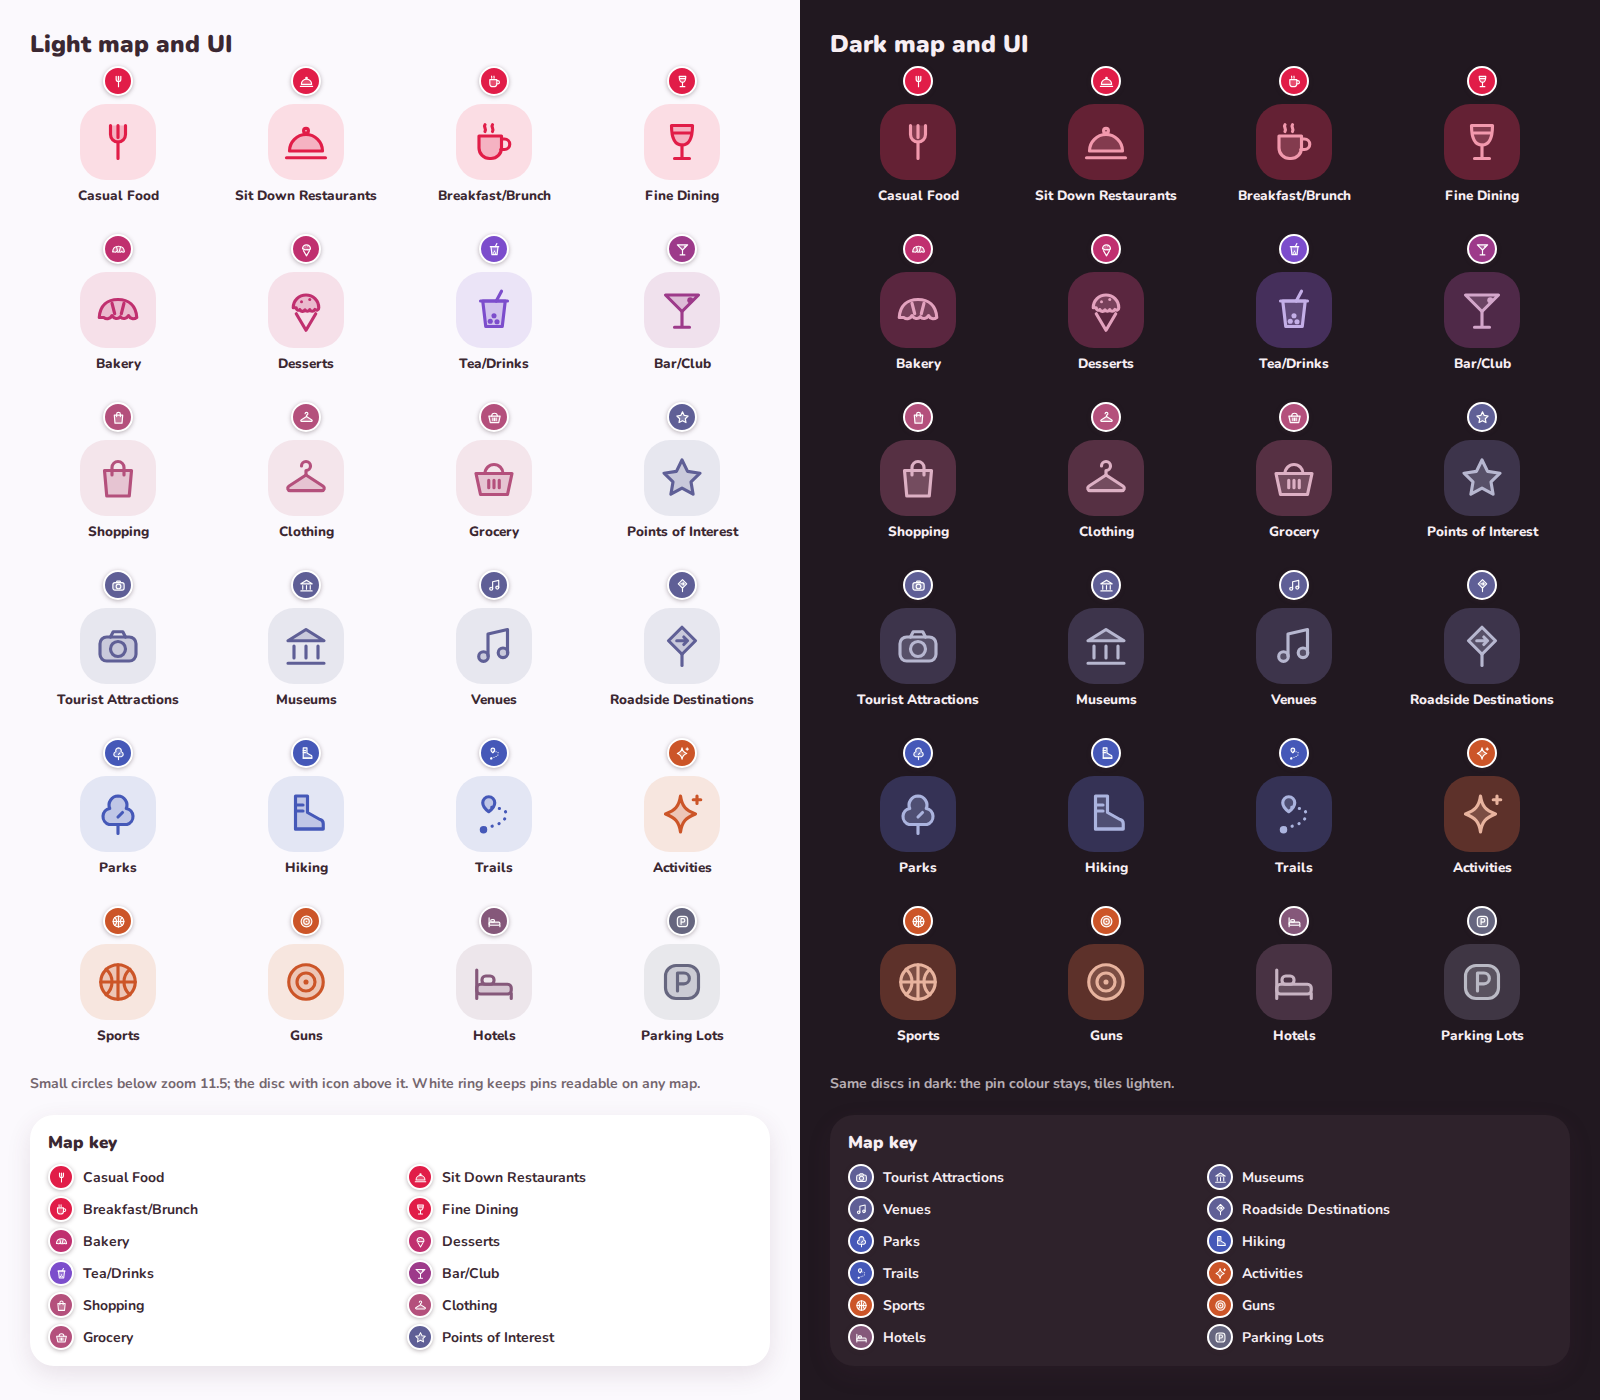 Light map and UI
Casual Food
Sit Down Restaurants
Breakfast/Brunch
Fine Dining
Bakery
Desserts
Tea/Drinks
Bar/Club
Shopping
Clothing
Grocery
Points of Interest
Tourist Attractions
Museums
Venues
Roadside Destinations
Parks
Hiking
Trails
Activities
Sports
Guns
Hotels
P
Parking Lots
Small circles below zoom 11.5; the disc with icon above it. White ring keeps pins readable on any map.
Map key
Casual Food
Sit Down Restaurants
Breakfast/Brunch
Fine Dining
Bakery
Desserts
Tea/Drinks
Bar/Club
Shopping
Clothing
Grocery
Points of Interest
Dark map and UI
Casual Food
Sit Down Restaurants
Breakfast/Brunch
Fine Dining
Bakery
Desserts
Tea/Drinks
Bar/Club
Shopping
Clothing
Grocery
Points of Interest
Tourist Attractions
Museums
Venues
Roadside Destinations
Parks
Hiking
Trails
Activities
Sports
Guns
Hotels
P
Parking Lots
Same discs in dark: the pin colour stays, tiles lighten.
Map key
Tourist Attractions
Museums
Venues
Roadside Destinations
Parks
Hiking
Trails
Activities
Sports
Guns
Hotels
Parking Lots